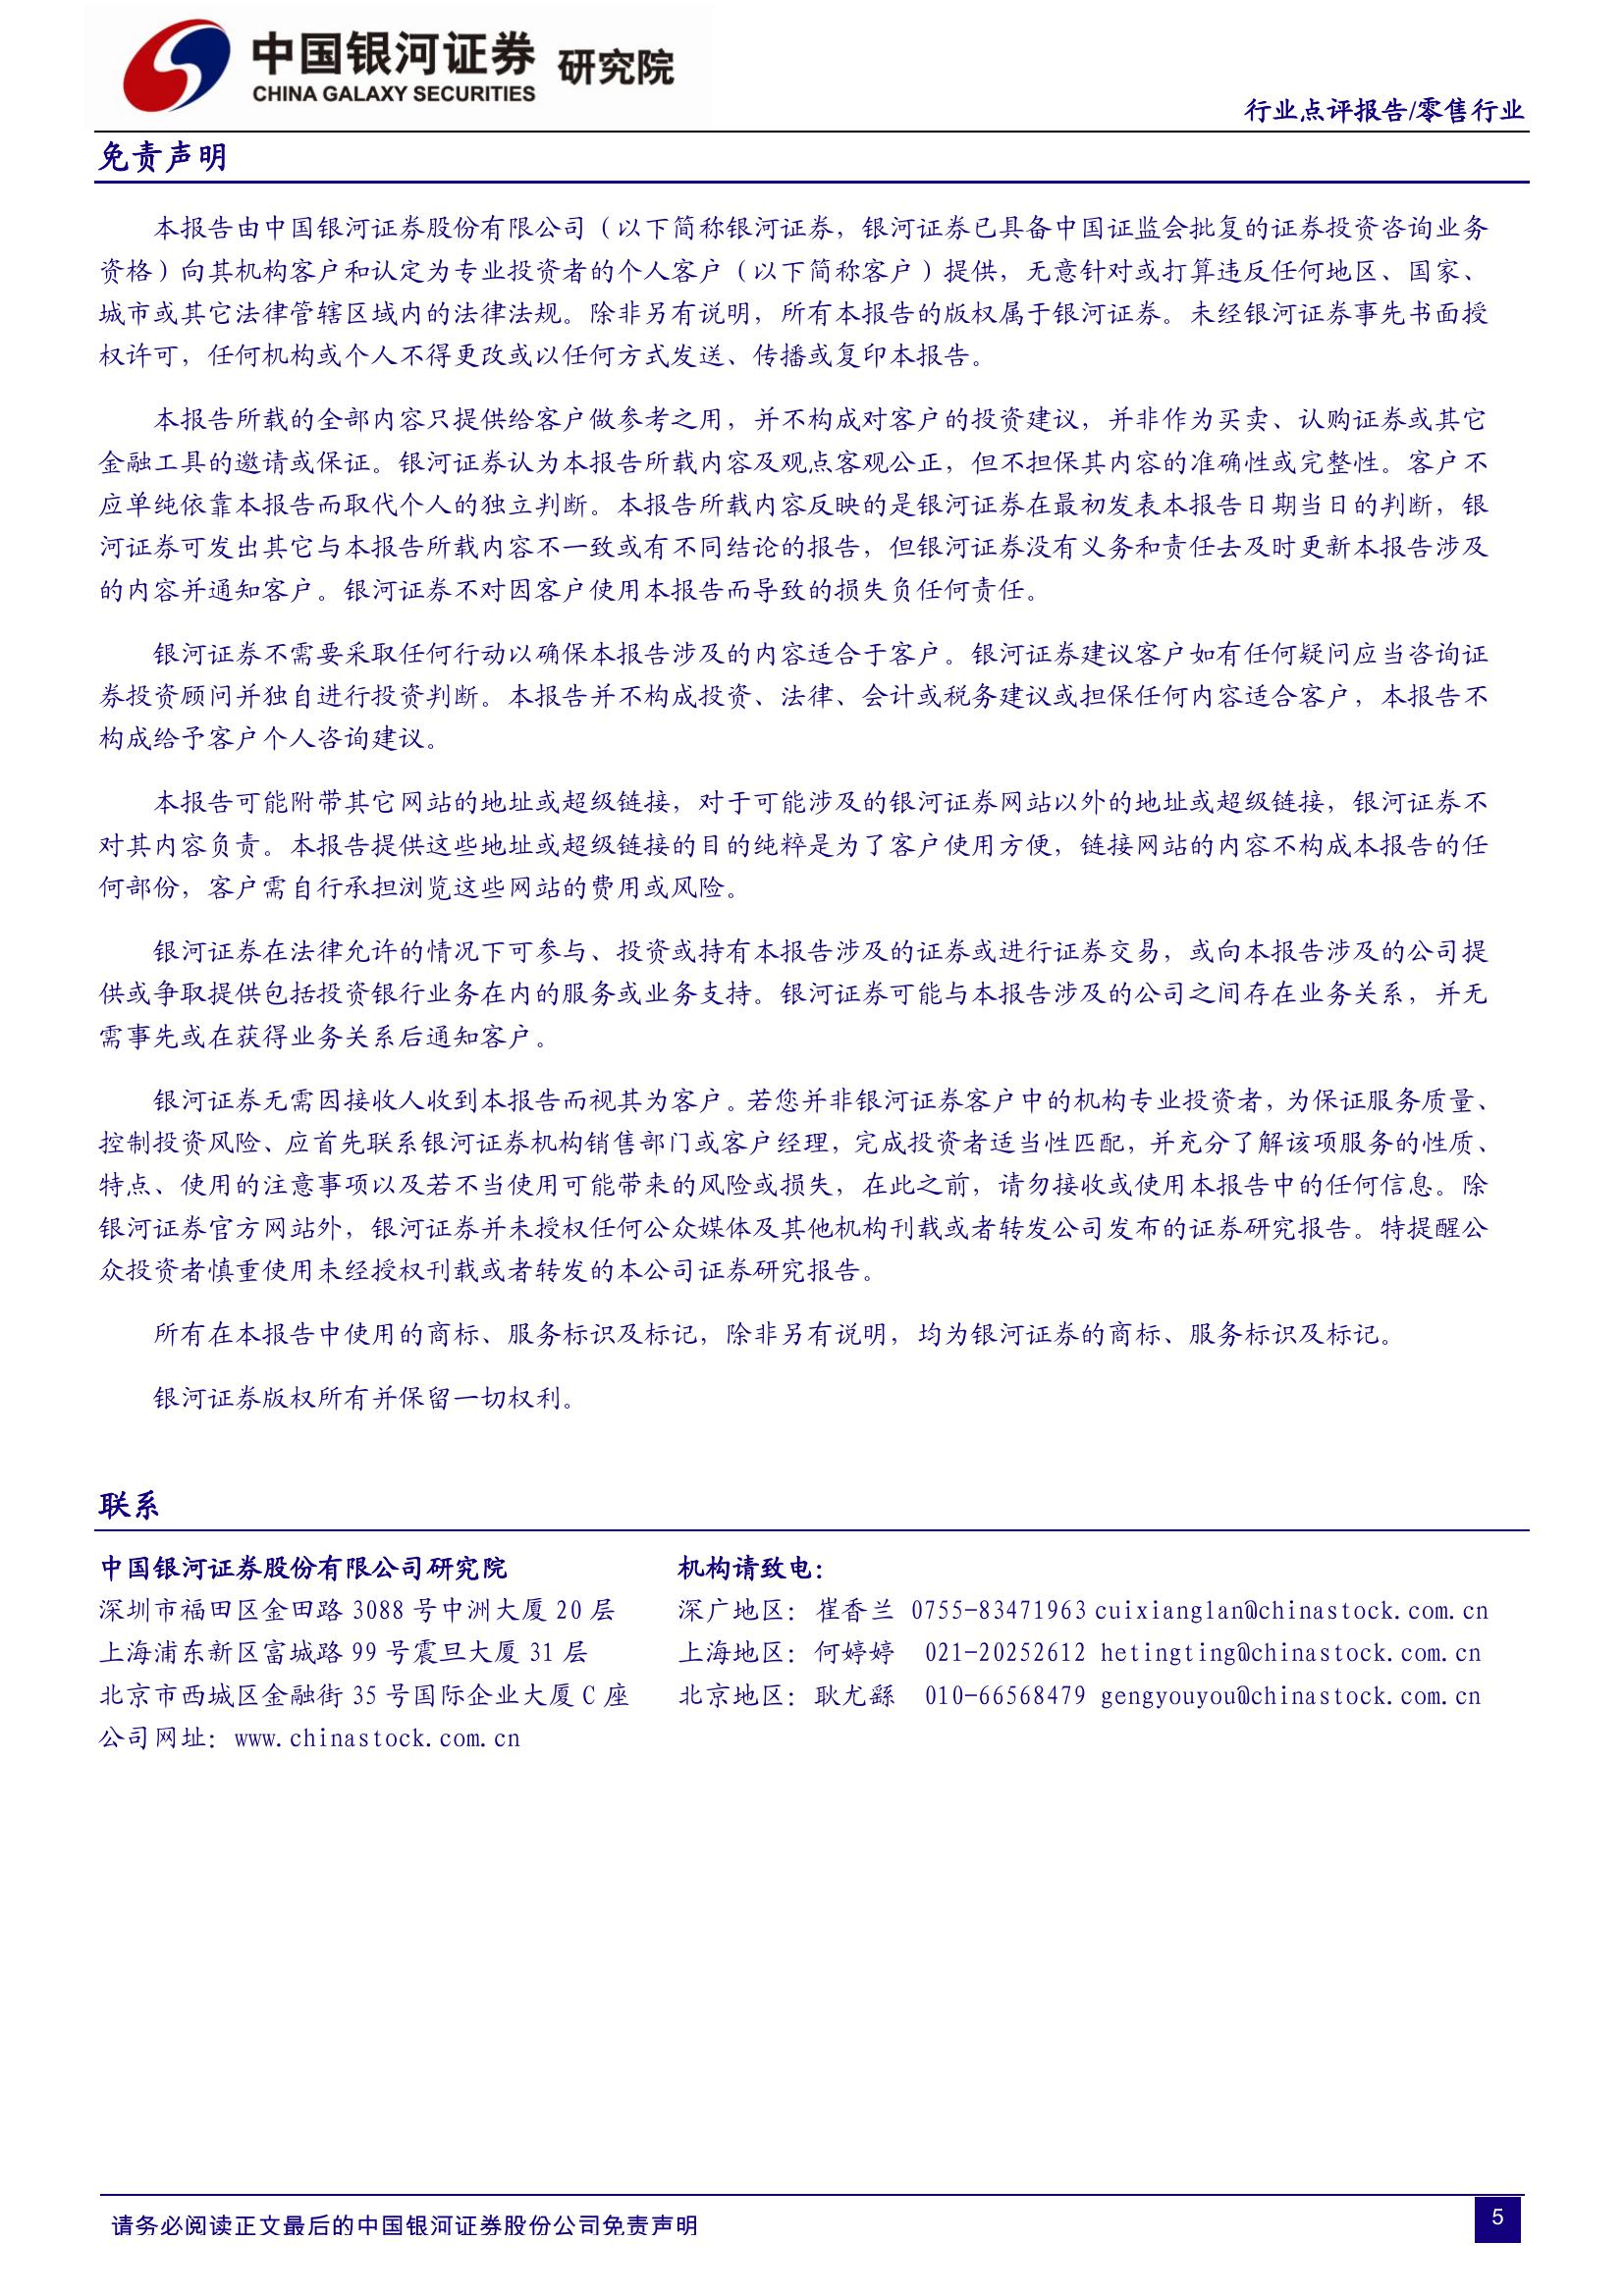 中国银河证券 研究院
CHINA GALAXY SECURITIES
行业点评报告/零售行业
免责声明
本报告由中国银河证券股份有限公司（以下简称银河证券，银河证券已具备中国证监会批复的证券投资咨询业务
资格）向其机构客户和认定为专业投资者的个人客户（以下简称客户）提供，无意针对或打算违反任何地区、国家、
城市或其它法律管辖区域内的法律法规。除非另有说明，所有本报告的版权属于银河证券。未经银河证券事先书面授
权许可，任何机构或个人不得更改或以任何方式发送、传播或复印本报告。
本报告所载的全部内容只提供给客户做参考之用，并不构成对客户的投资建议，并非作为买卖、认购证券或其它
金融工具的邀请或保证。银河证券认为本报告所载内容及观点客观公正，但不担保其内容的准确性或完整性。客户不
应单纯依靠本报告而取代个人的独立判断。本报告所载内容反映的是银河证券在最初发表本报告日期当日的判断，银
河证券可发出其它与本报告所载内容不一致或有不同结论的报告，但银河证券没有义务和责任去及时更新本报告涉及
的内容并通知客户。银河证券不对因客户使用本报告而导致的损失负任何责任。
银河证券不需要采取任何行动以确保本报告涉及的内容适合于客户。银河证券建议客户如有任何疑问应当咨询证
券投资顾问并独自进行投资判断。本报告并不构成投资、法律、会计或税务建议或担保任何内容适合客户，本报告不
构成给予客户个人咨询建议。
本报告可能附带其它网站的地址或超级链接，对于可能涉及的银河证券网站以外的地址或超级链接，银河证券不
对其内容负责。本报告提供这些地址或超级链接的目的纯粹是为了客户使用方便，链接网站的内容不构成本报告的任
何部份，客户需自行承担浏览这些网站的费用或风险。
银河证券在法律允许的情况下可参与、投资或持有本报告涉及的证券或进行证券交易，或向本报告涉及的公司提
供或争取提供包括投资银行业务在内的服务或业务支持。银河证券可能与本报告涉及的公司之间存在业务关系，并无
需事先或在获得业务关系后通知客户。
银河证券无需因接收人收到本报告而视其为客户。若您并非银河证券客户中的机构专业投资者，为保证服务质量、
控制投资风险、应首先联系银河证券机构销售部门或客户经理，完成投资者适当性匹配，并充分了解该项服务的性质、
特点、使用的注意事项以及若不当使用可能带来的风险或损失，在此之前，请勿接收或使用本报告中的任何信息。除
银河证券官方网站外，银河证券并未授权任何公众媒体及其他机构刊载或者转发公司发布的证券研究报告。特提醒公
众投资者慎重使用未经授权刊载或者转发的本公司证券研究报告。
所有在本报告中使用的商标、服务标识及标记，除非另有说明，均为银河证券的商标、服务标识及标记。
银河证券版权所有并保留一切权利。
联系
中国银河证券股份有限公司研究院 机构请致电：
深圳市福田区金田路 3088 号中洲大厦 20 层 深广地区：崔香兰 0755-83471963 cuixianglan@chinastock.com.cn
上海浦东新区富城路 99 号震旦大厦 31 层 上海地区：何婷婷 021-20252612 hetingting@chinastock.com.cn
北京市西城区金融街 35 号国际企业大厦 C 座 北京地区：耿尤繇 010-66568479 gengyouyou@chinastock.com.cn
公司网址：www.chinastock.com.cn
请务必阅读正文最后的中国银河证券股份公司免责声明
5